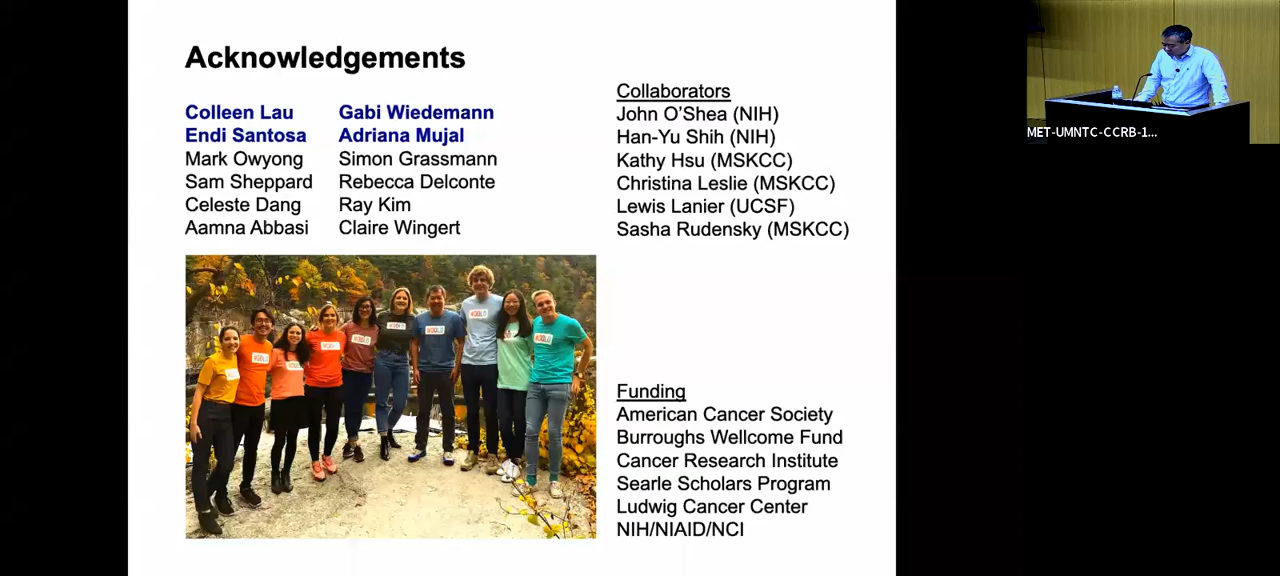 Acknowledgements
Colleen Lau
Endi Santosa
Mark Owyong
Sam Sheppard
Celeste Dang
Aamna Abbasi
Gabi Wiedemann
Adriana Mujal
Simon Grassmann
Rebecca Delconte
Ray Kim
Claire Wingert
Collaborators
John O'Shea (NIH)
Han-Yu Shih (NIH)
Kathy Hsu (MSKCC)
Christina Leslie (MSKCC)
Lewis Lanier (UCSF)
Sasha Rudensky (MSKCC)
Funding
American Cancer Society
Burroughs Wellcome Fund
Cancer Research Institute
Searle Scholars Program
Ludwig Cancer Center
NIH/NIAID/NCI
MET-UMNTC-CCRB-1...